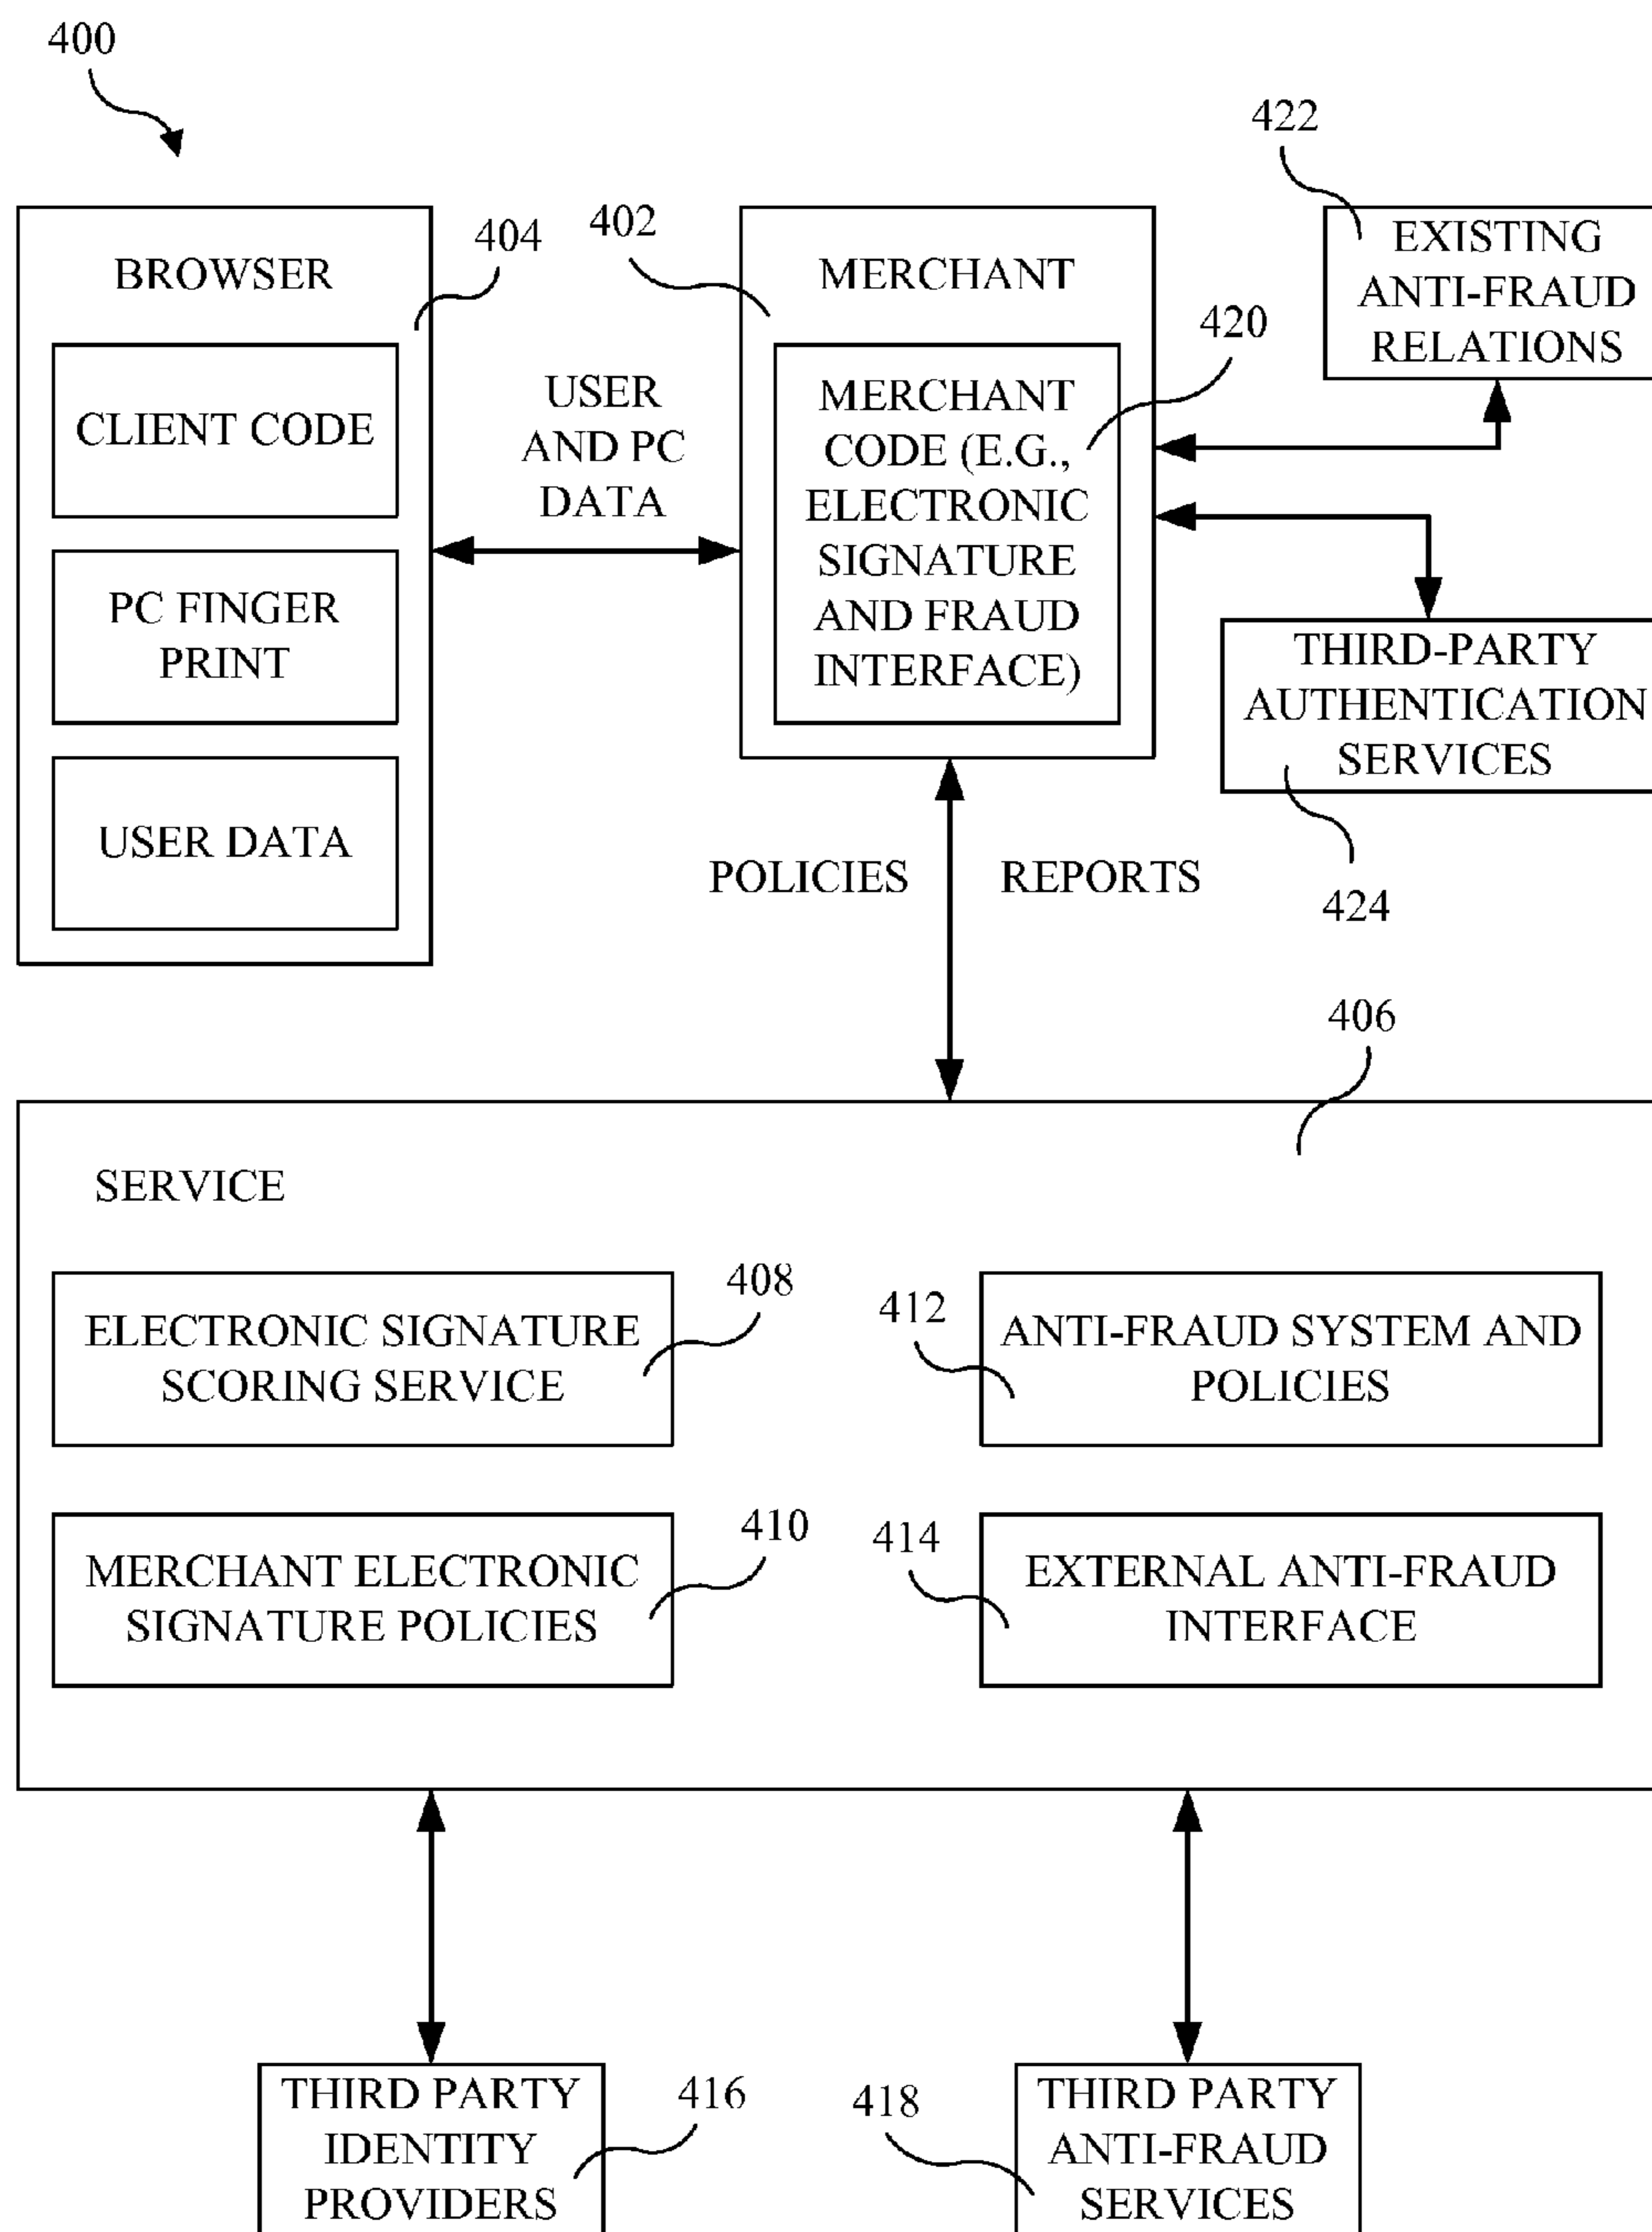 400
422
BROWSER
404
402
MERCHANT
EXISTING
ANTI-FRAUD
RELATIONS
420
CLIENT CODE
USER
AND PC
DATA
MERCHANT
CODE (E.G.,
ELECTRONIC
SIGNATURE
AND FRAUD
INTERFACE)
PC FINGER
PRINT
THIRD-PARTY
AUTHENTICATION
SERVICES
USER DATA
POLICIES
REPORTS
424
406
SERVICE
408
ELECTRONIC SIGNATURE
SCORING SERVICE
412
ANTI-FRAUD SYSTEM AND
POLICIES
410
MERCHANT ELECTRONIC
SIGNATURE POLICIES
414
EXTERNAL ANTI-FRAUD
INTERFACE
THIRD PARTY
IDENTITY
PROVIDERS
416
418
THIRD PARTY
ANTI-FRAUD
SERVICES